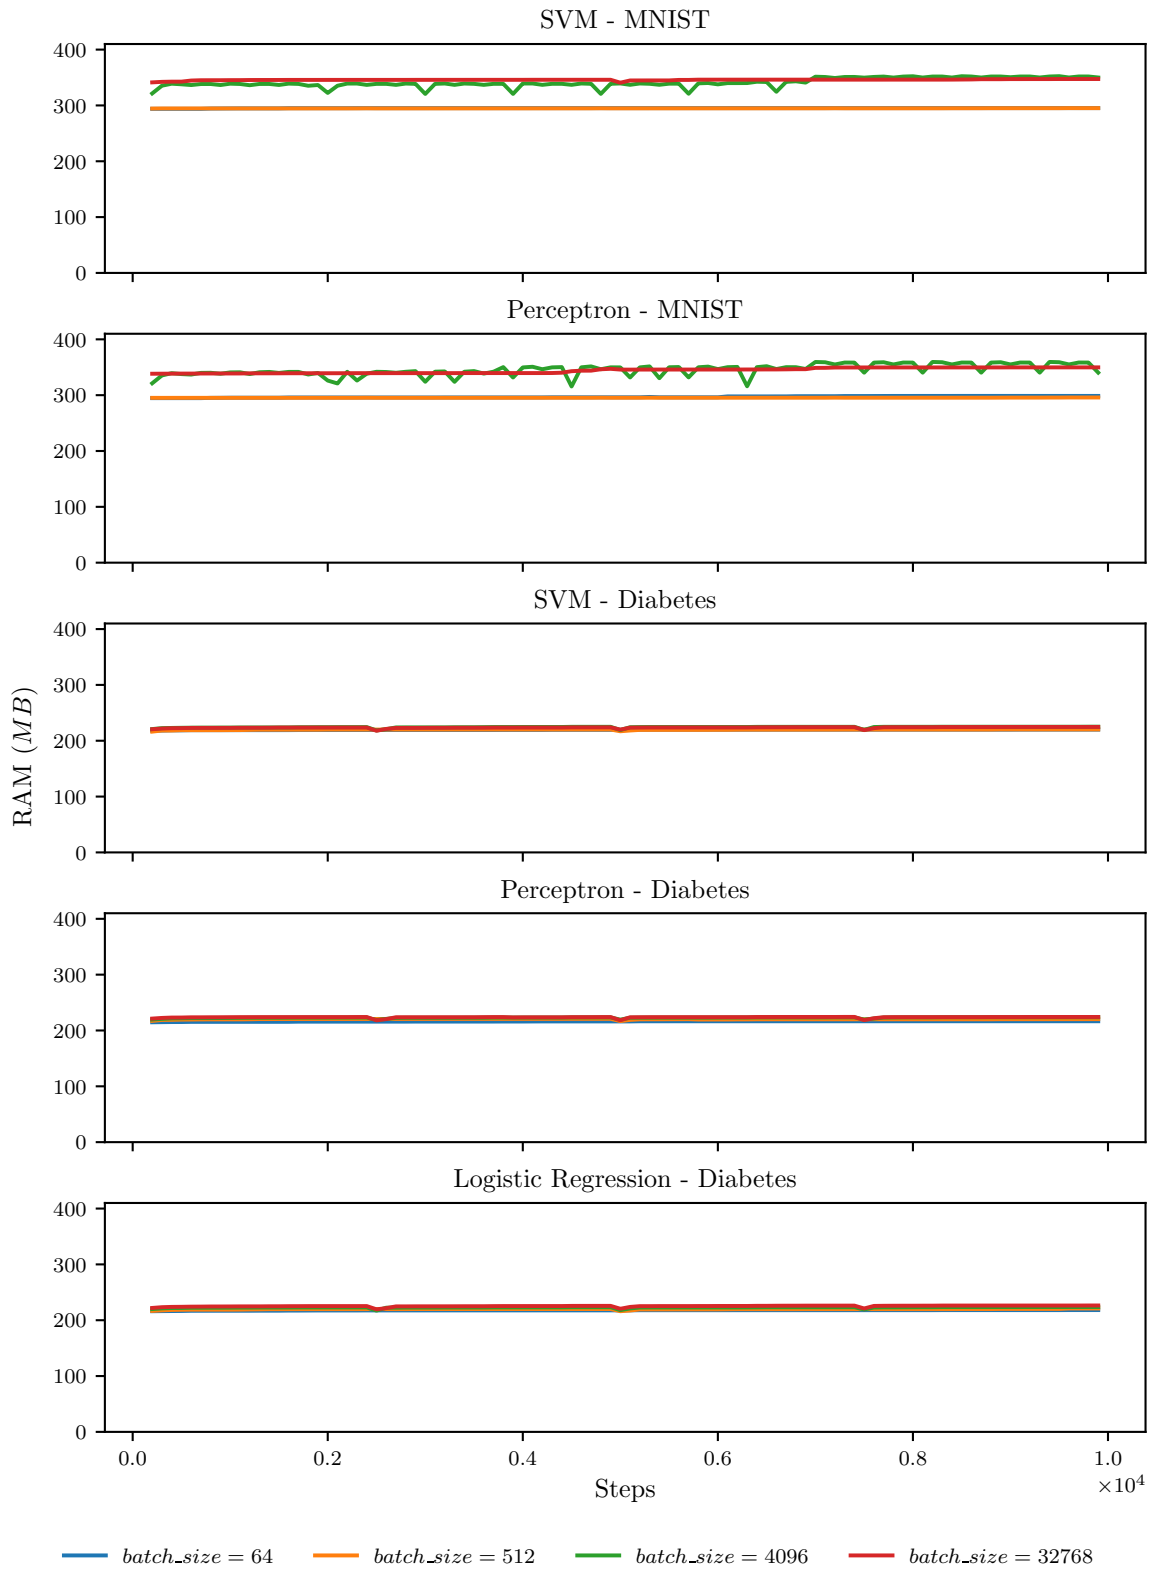 SVM - MNIST
400
300
200
100
0
Perceptron - MNIST
400
300
200
100
0
SVM - Diabetes
400
300
200
100
0
RAM (MB)
Perceptron - Diabetes
400
300
200
100
0
Logistic Regression - Diabetes
400
300
200
100
0
0.0 0.2 0.4 0.6 0.8 1.0
×10⁴
Steps
batch_size = 64 batch_size = 512 batch_size = 4096 batch_size = 32768